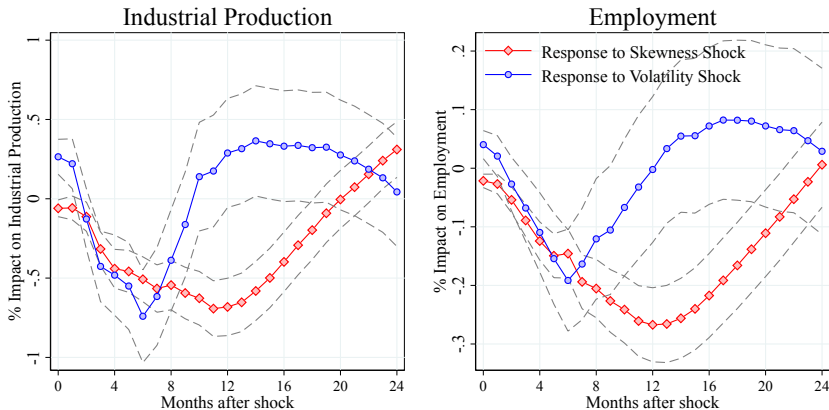 Industrial Production
% Impact on Industrial Production
1
.5
0
-.5
-1
0 4 8 12 16 20 24
Months after shock
Employment
Response to Skewness Shock
Response to Volatility Shock
% Impact on Employment
.2
.1
0
-.1
-.2
-.3
0 4 8 12 16 20 24
Months after shock